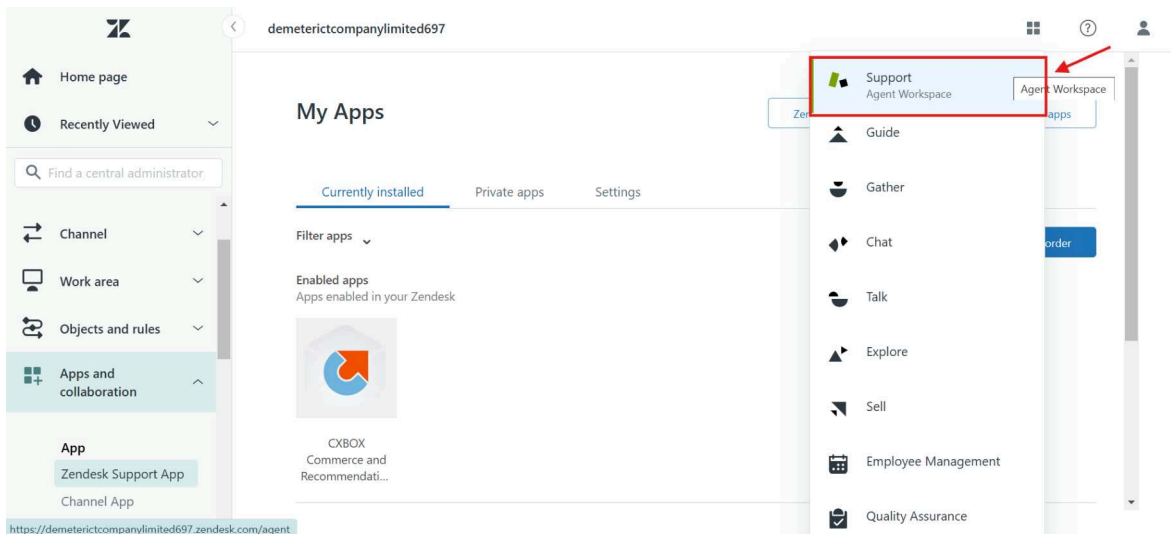 demeterictcompanylimited697
Home page
Recently Viewed
Find a central administrator
Channel
Work area
Objects and rules
Apps and
collaboration
App
Zendesk Support App
Channel App
https://demeterictcompanylimited697.zendesk.com/agent
My Apps
Zen
apps
Currently installed
Private apps
Settings
Filter apps
order
Enabled apps
Apps enabled in your Zendesk
CXBOX
Commerce and
Recommendati...
Support
Agent Workspace
Agent Workspace
Guide
Gather
Chat
Talk
Explore
Sell
Employee Management
Quality Assurance